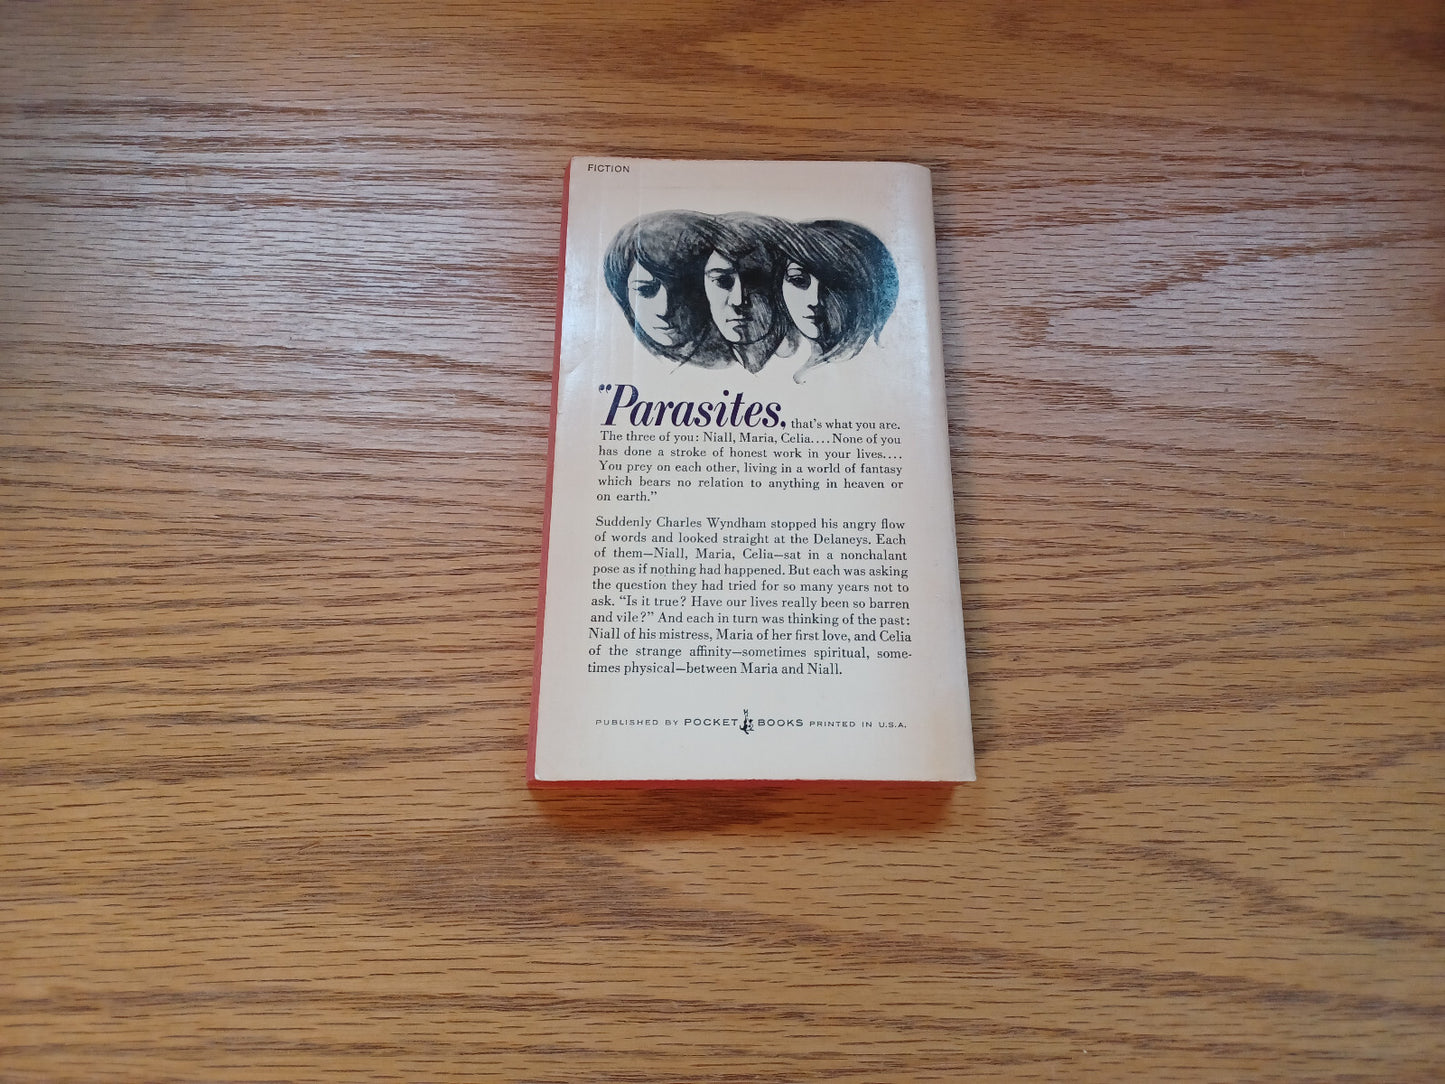 FICTION
“Parasites, that's what you are.
The three of you: Niall, Maria, Celia.... None of you
has done a stroke of honest work in your lives....
You prey on each other, living in a world of fantasy
which bears no relation to anything in heaven or
on earth.”
Suddenly Charles Wyndham stopped his angry flow
of words and looked straight at the Delaneys. Each
of them—Niall, Maria, Celia—sat in a nonchalant
pose as if nothing had happened. But each was asking
the question they had tried for so many years not to
ask. “Is it true? Have our lives really been so barren
and vile?” And each in turn was thinking of the past:
Niall of his mistress, Maria of her first love, and Celia
of the strange affinity—sometimes spiritual, some-
times physical—between Maria and Niall.
PUBLISHED BY POCKET BOOKS PRINTED IN U.S.A.